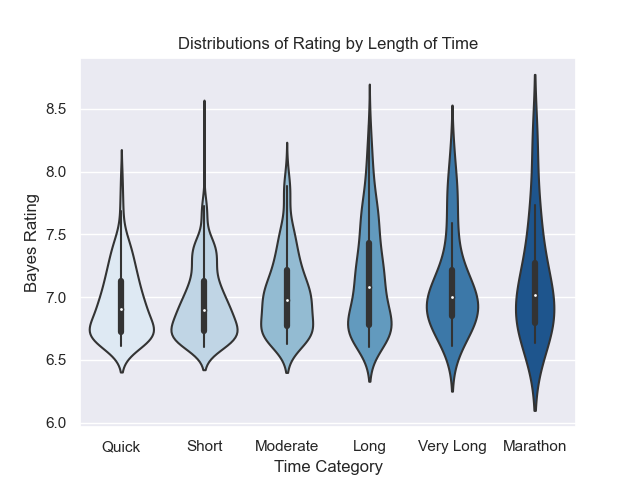 Distributions of Rating by Length of Time
Bayes Rating
8.5
8.0
7.5
7.0
6.5
6.0
Quick Short Moderate Long Very Long Marathon
Time Category